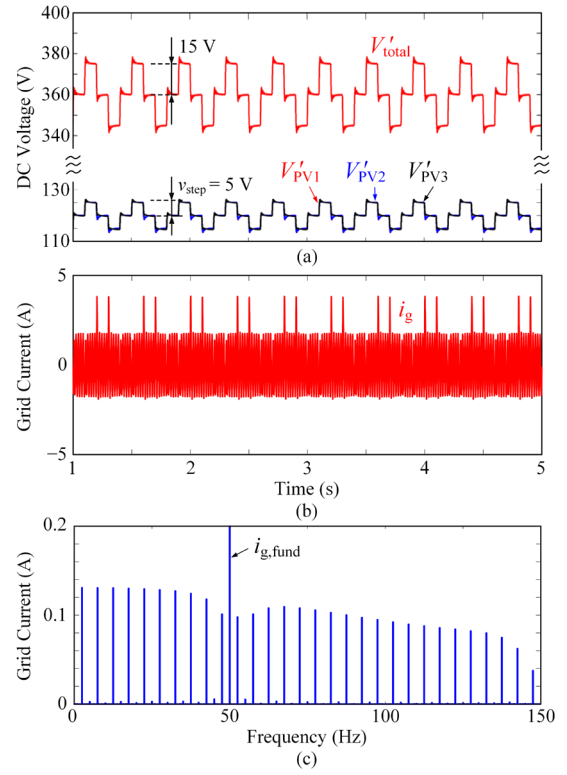 (a)
400
380
360
340
125
110
DC Voltage (V)
15 V
V′total
vstep = 5 V
V′PV1
V′PV2
V′PV3
5
0
−5
Grid Current (A)
ig
1
2
3
4
5
Time (s)
(b)
0.2
0.1
0
Grid Current (A)
ig,fund
0
50
100
150
Frequency (Hz)
(c)